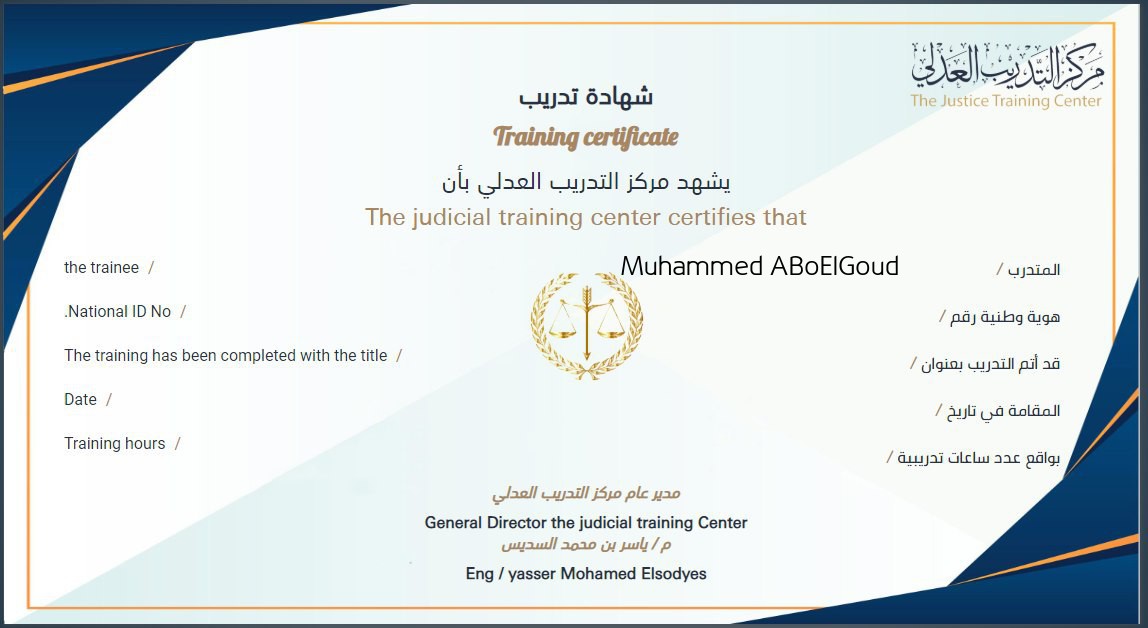 مركز التدريب العدلي
The Justice Training Center
شهادة تدريب
Training certificate
يشهد مركز التدريب العدلي بأن
The judicial training center certifies that
Muhammed ABoElGoud
المتدرب /
هوية وطنية رقم /
قد أتم التدريب بعنوان /
المقامة في تاريخ /
بواقع عدد ساعات تدريبية /
the trainee /
.National ID No /
The training has been completed with the title /
Date /
Training hours /
مدير عام مركز التدريب العدلي
General Director the judicial training Center
م / ياسر بن محمد السديس
Eng / yasser Mohamed Elsodyes